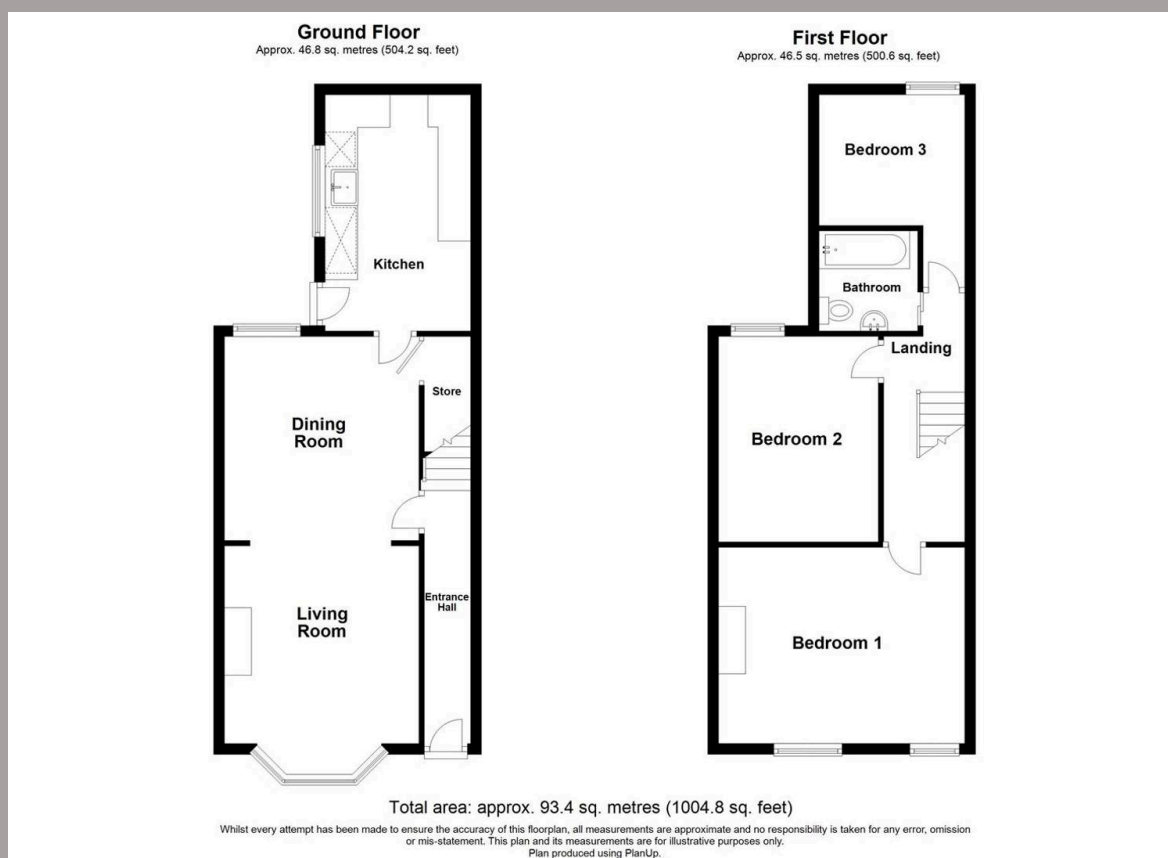 Ground Floor
Approx. 46.8 sq. metres (504.2 sq. feet)
Kitchen
Store
Dining
Room
Entrance
Hall
Living
Room
First Floor
Approx. 46.5 sq. metres (500.6 sq. feet)
Bedroom 3
Bathroom
Landing
Bedroom 2
Bedroom 1
Total area: approx. 93.4 sq. metres (1004.8 sq. feet)
Whilst every attempt has been made to ensure the accuracy of this floorplan, all measurements are approximate and no responsibility is taken for any error, omission
or mis-statement. This plan and its measurements are for illustrative purposes only.
Plan produced using PlanUp.